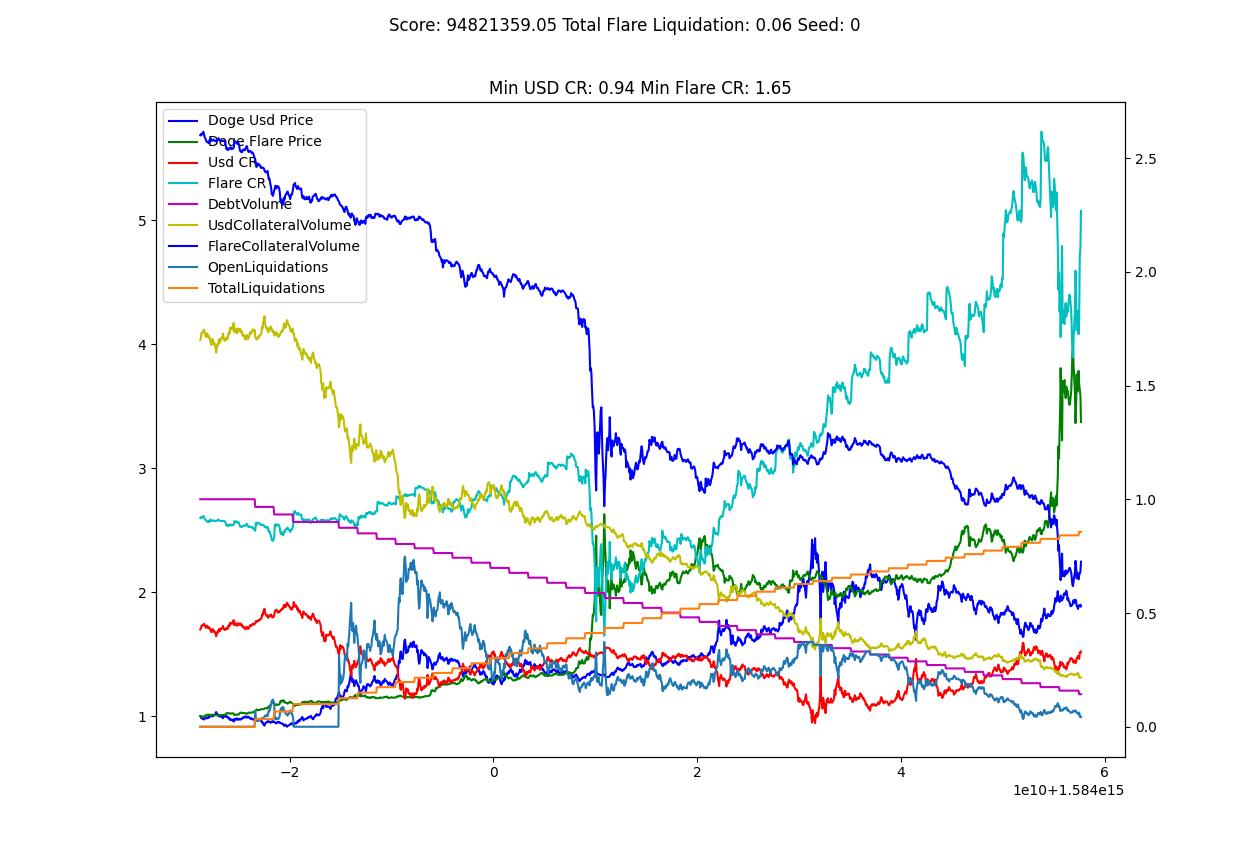 Score: 94821359.05 Total Flare Liquidation: 0.06 Seed: 0
Min USD CR: 0.94 Min Flare CR: 1.65
Doge Usd Price
Doge Flare Price
Usd CR
Flare CR
DebtVolume
UsdCollateralVolume
FlareCollateralVolume
OpenLiquidations
TotalLiquidations
5
4
3
2
1
2.5
2.0
1.5
1.0
0.5
0.0
−2 0 2 4 6
1e10+1.584e15